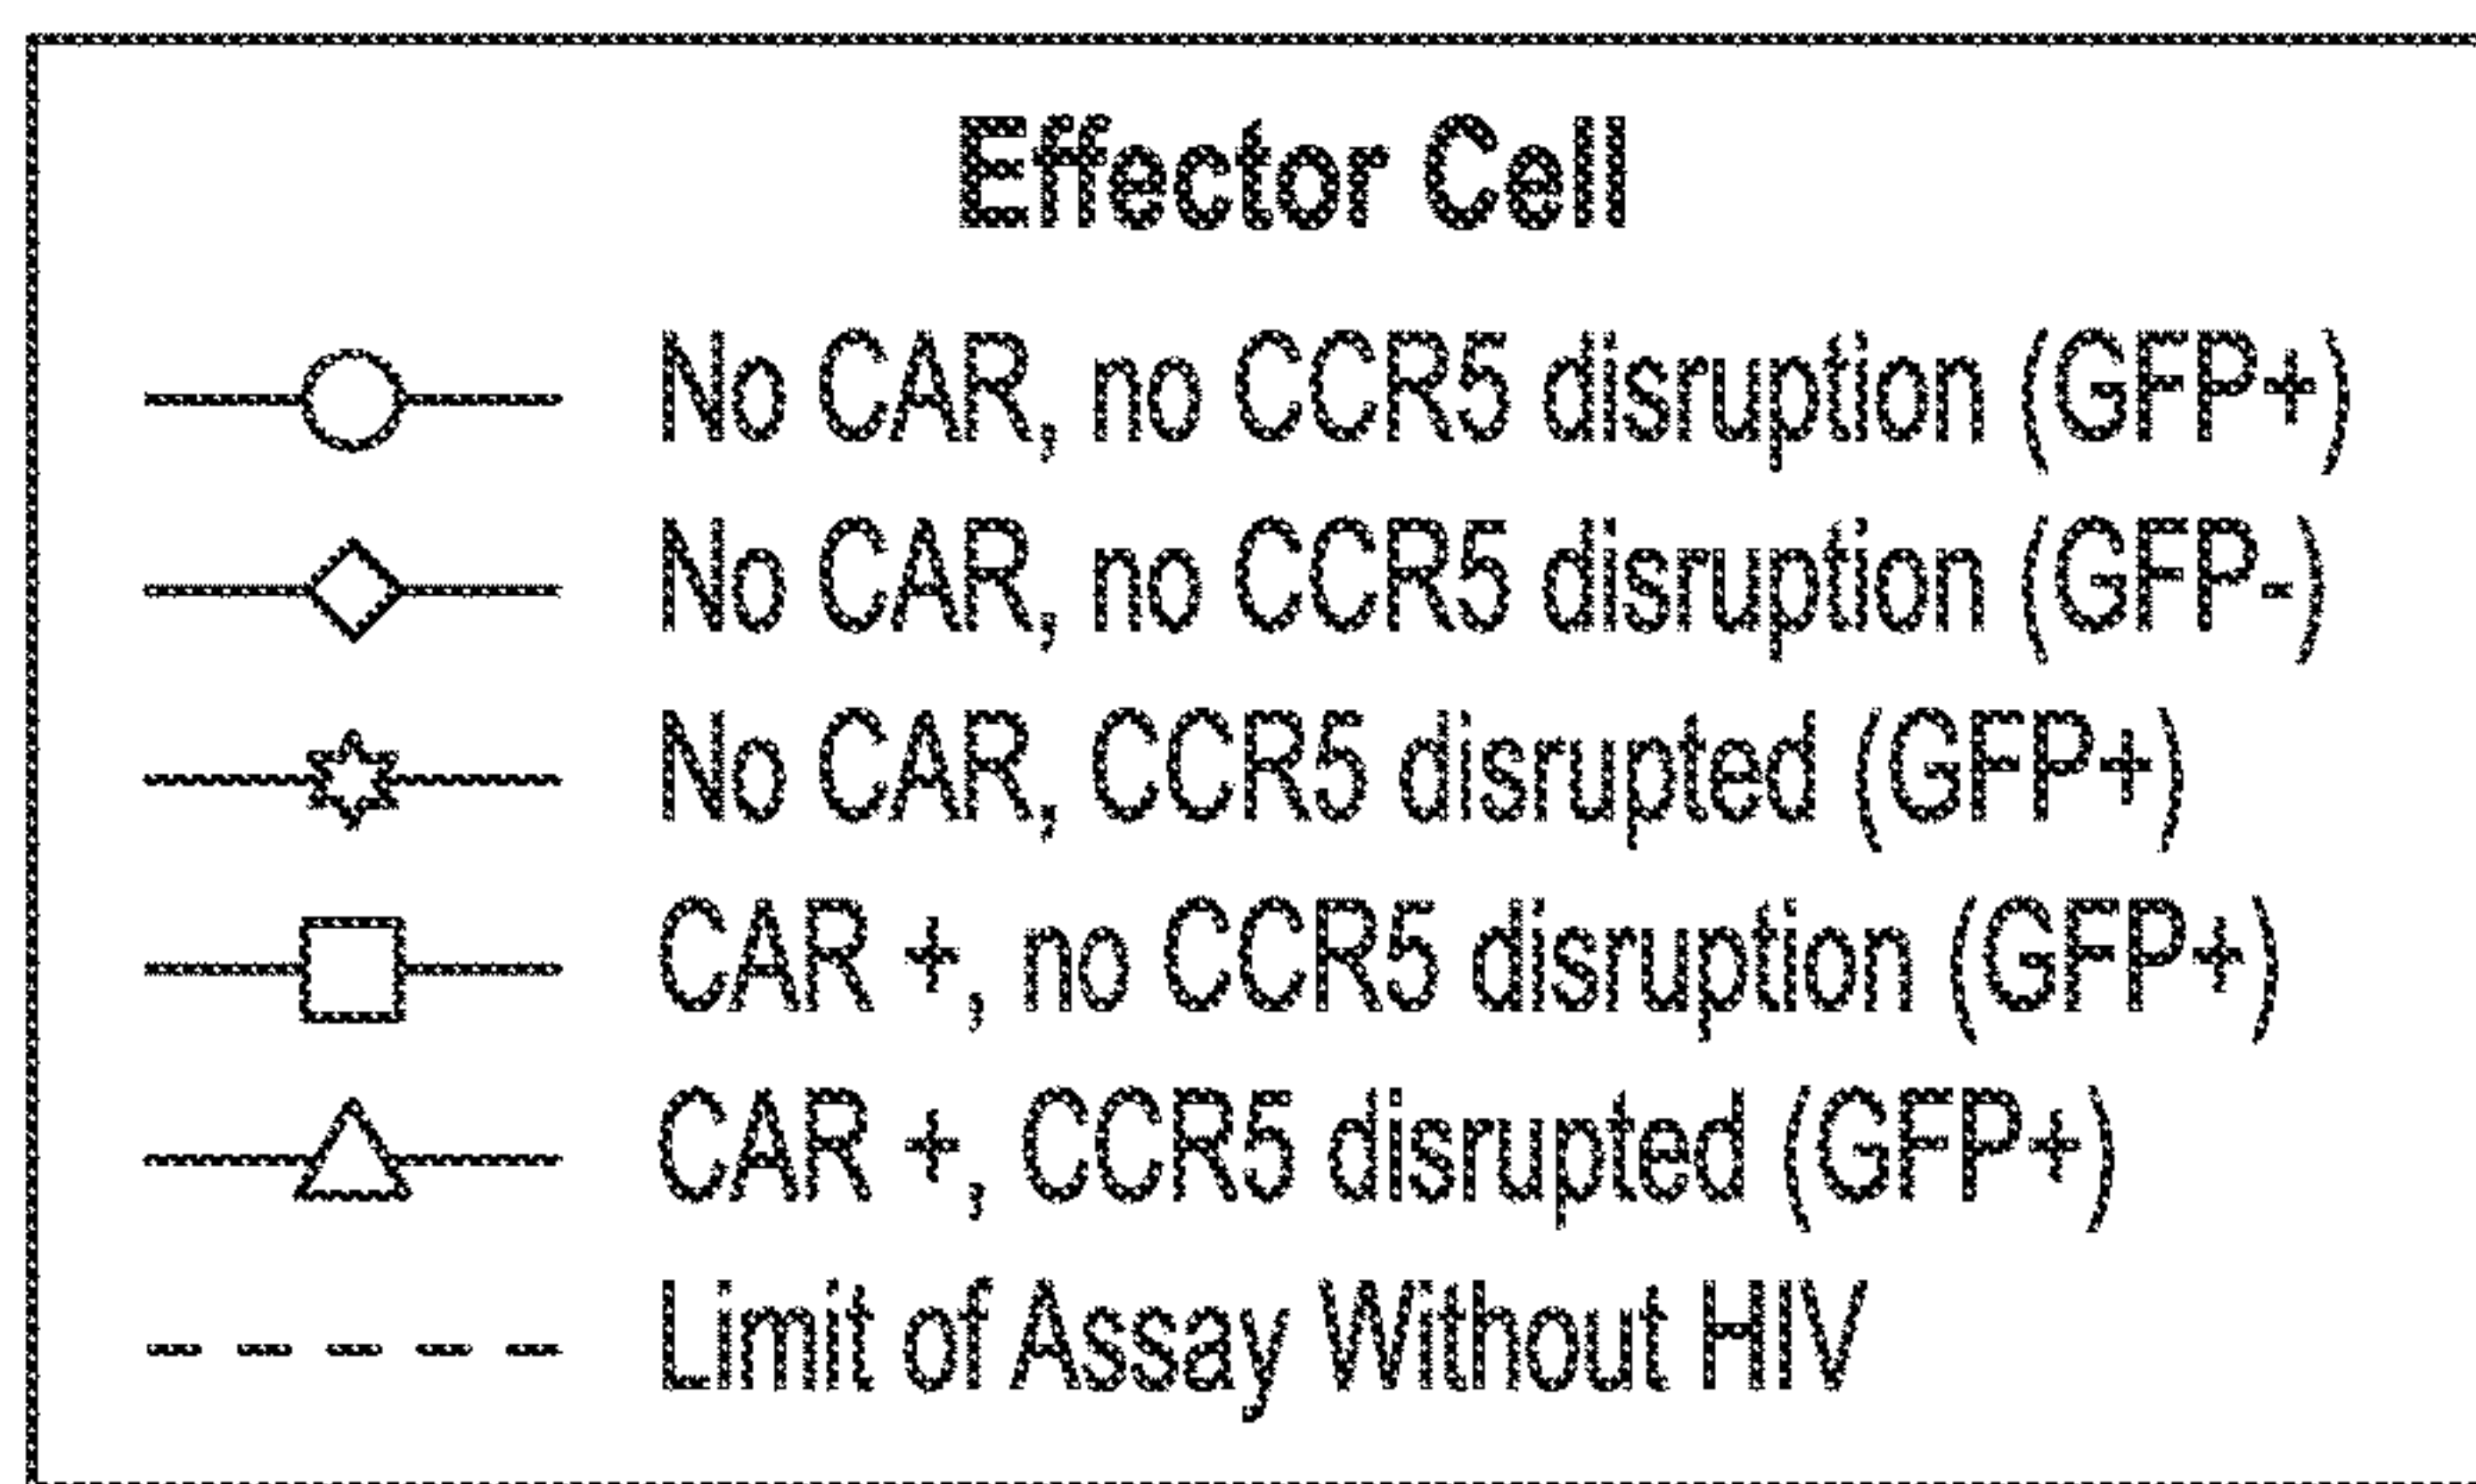 Effector Cell
No CAR, no CCR5 disruption (GFP+)
No CAR, no CCR5 disruption (GFP-)
No CAR, CCR5 disrupted (GFP+)
CAR +, no CCR5 disruption (GFP+)
CAR +, CCR5 disrupted (GFP+)
Limit of Assay Without HIV